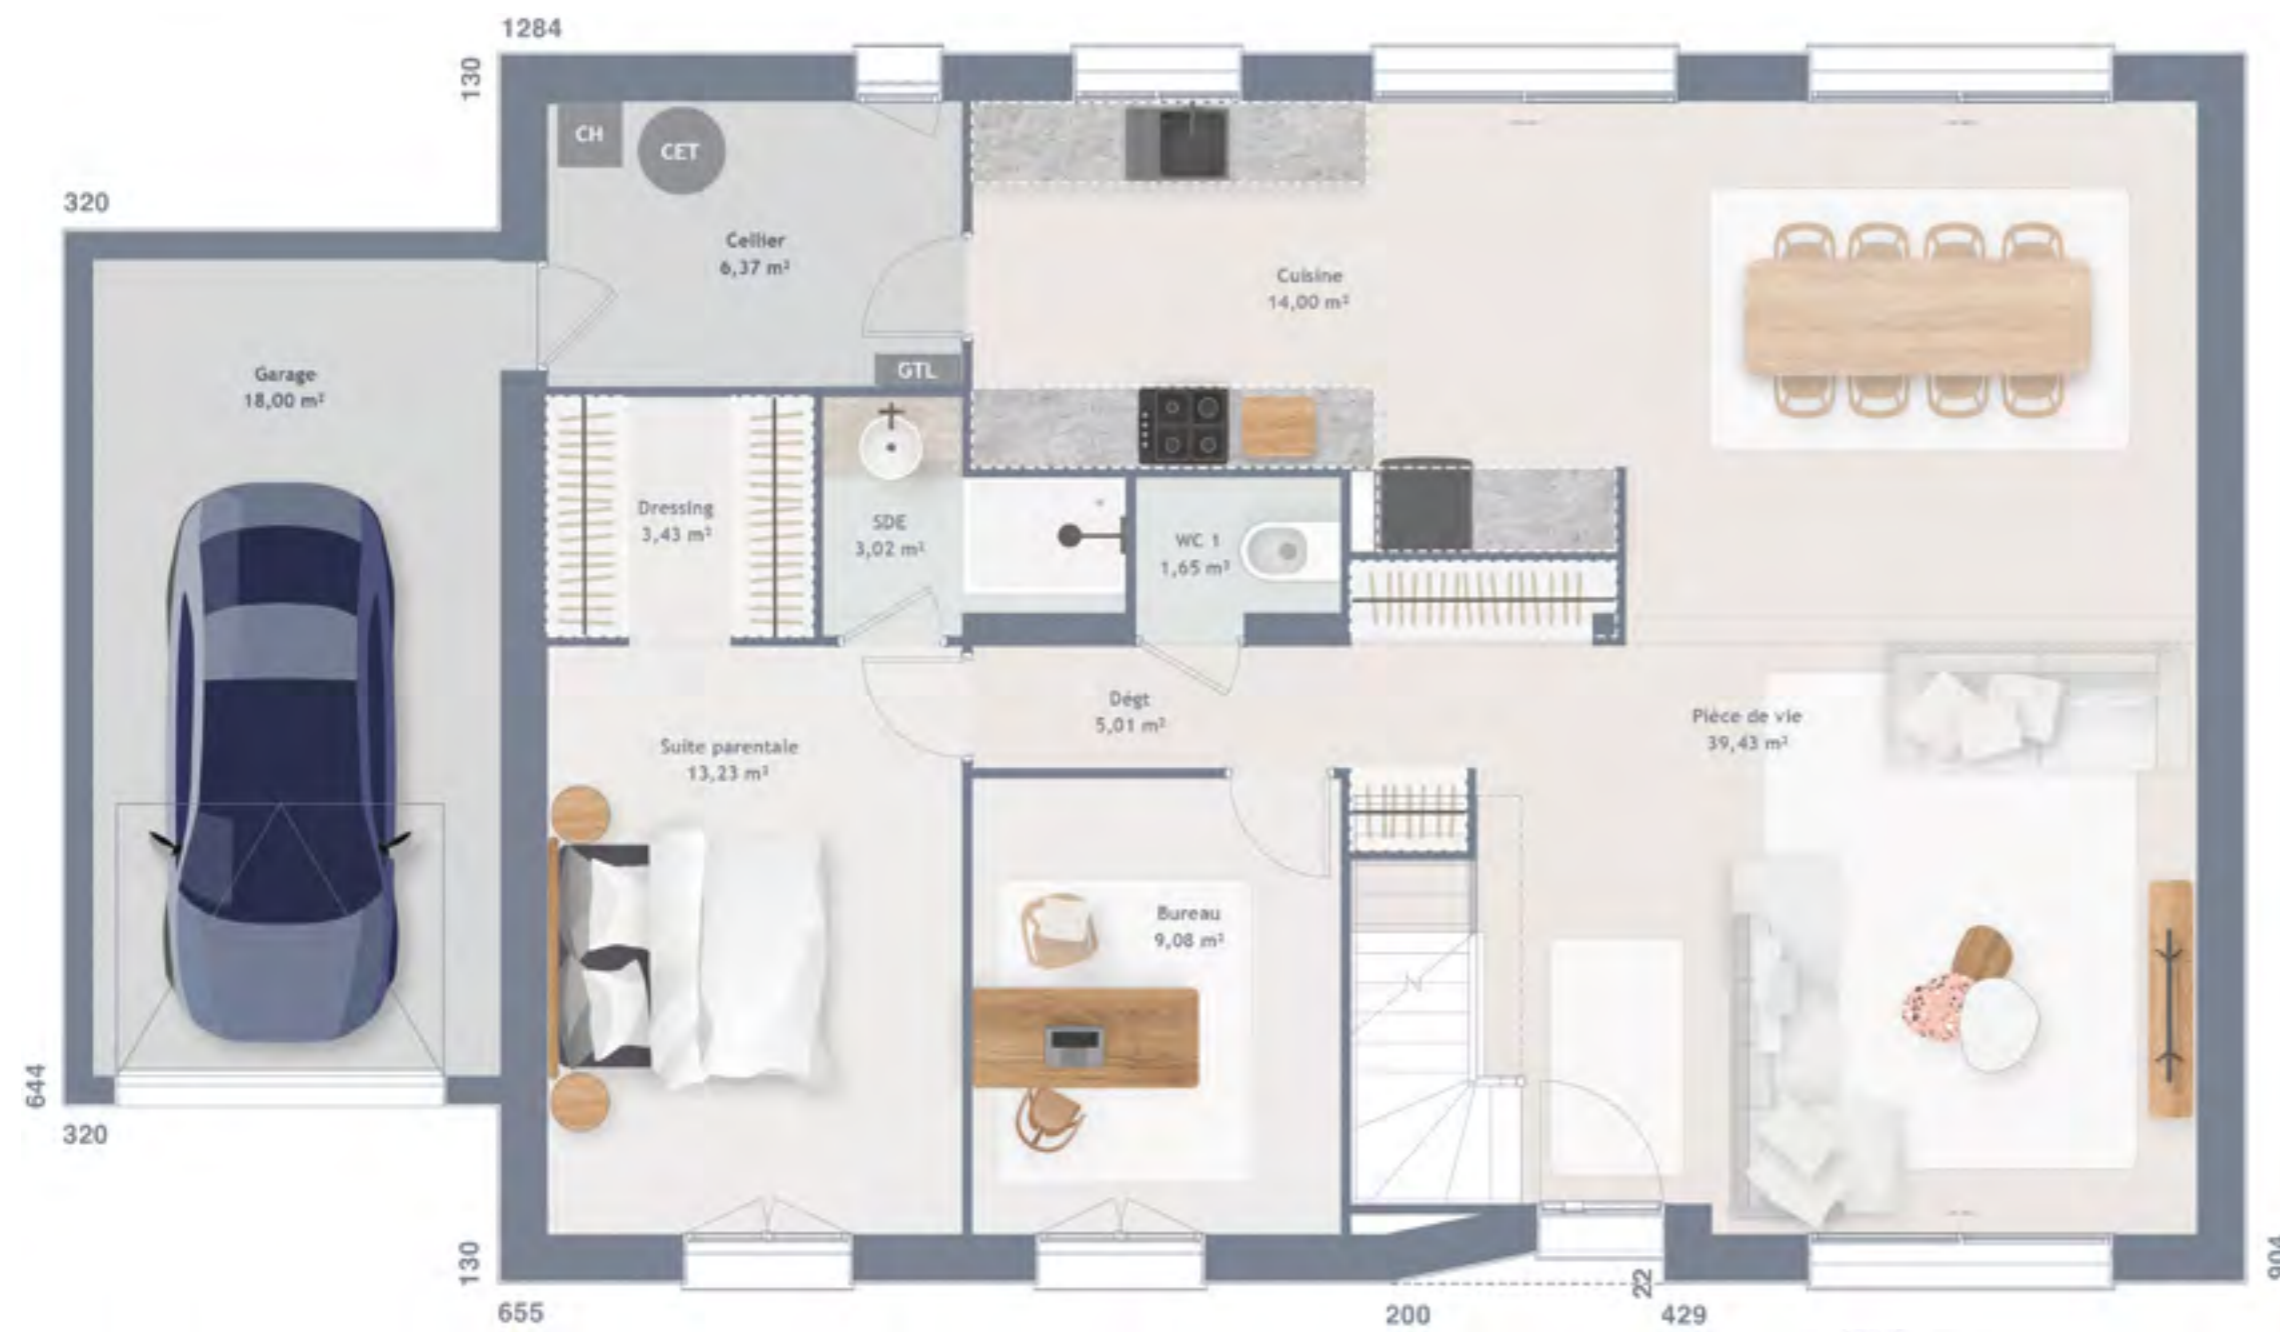 1284
130
320
CH
CET
Cellier
6,37 m²
Cuisine
14,00 m²
GTL
Garage
18,00 m²
Dressing
3,43 m²
SDE
3,02 m²
WC 1
1,65 m²
Dégt
5,01 m²
Suite parentale
13,23 m²
Pièce de vie
39,43 m²
Bureau
9,08 m²
644
320
130
655
200
22
429
904